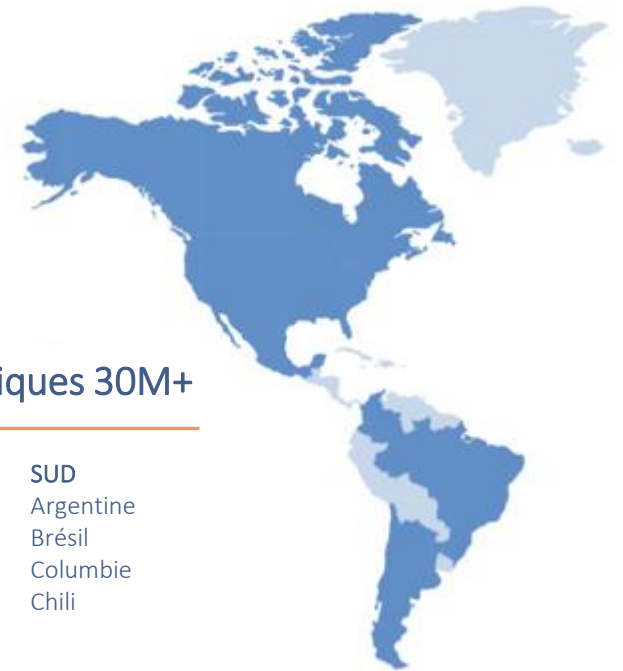 iques 30M+
SUD
Argentine
Brésil
Columbie
Chili